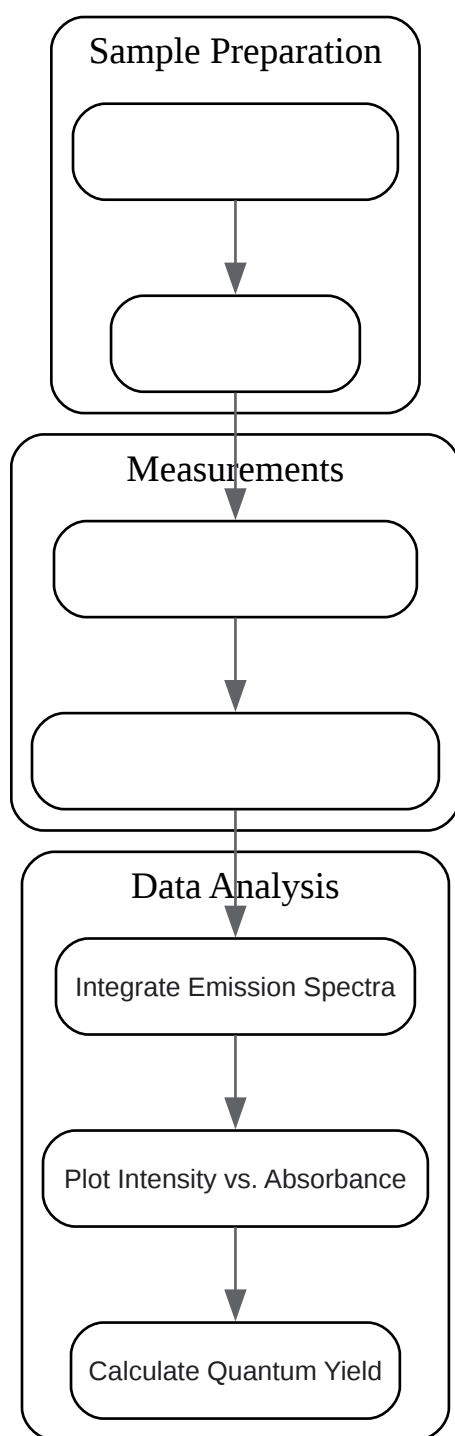 Sample Preparation
Measurements
Data Analysis
Integrate Emission Spectra
Plot Intensity vs. Absorbance
Calculate Quantum Yield